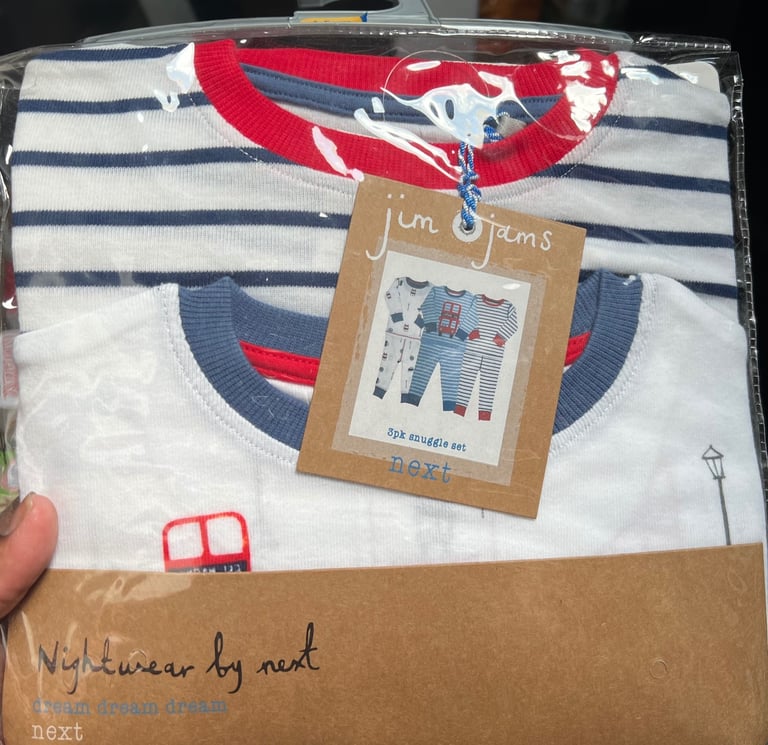 jim jams
3pk snuggle set
next
Nightwear by next
dream dream dream
next